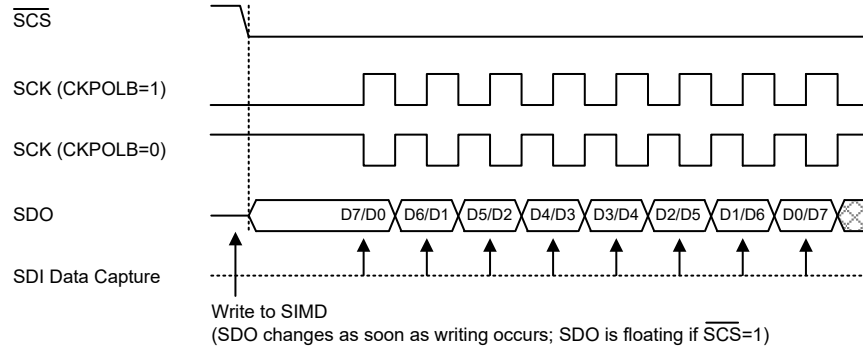 SCS
SCK (CKPOLB=1)
SCK (CKPOLB=0)
SDO D7/D0 D6/D1 D5/D2 D4/D3 D3/D4 D2/D5 D1/D6 D0/D7
SDI Data Capture
Write to SIMD
(SDO changes as soon as writing occurs; SDO is floating if SCS=1)